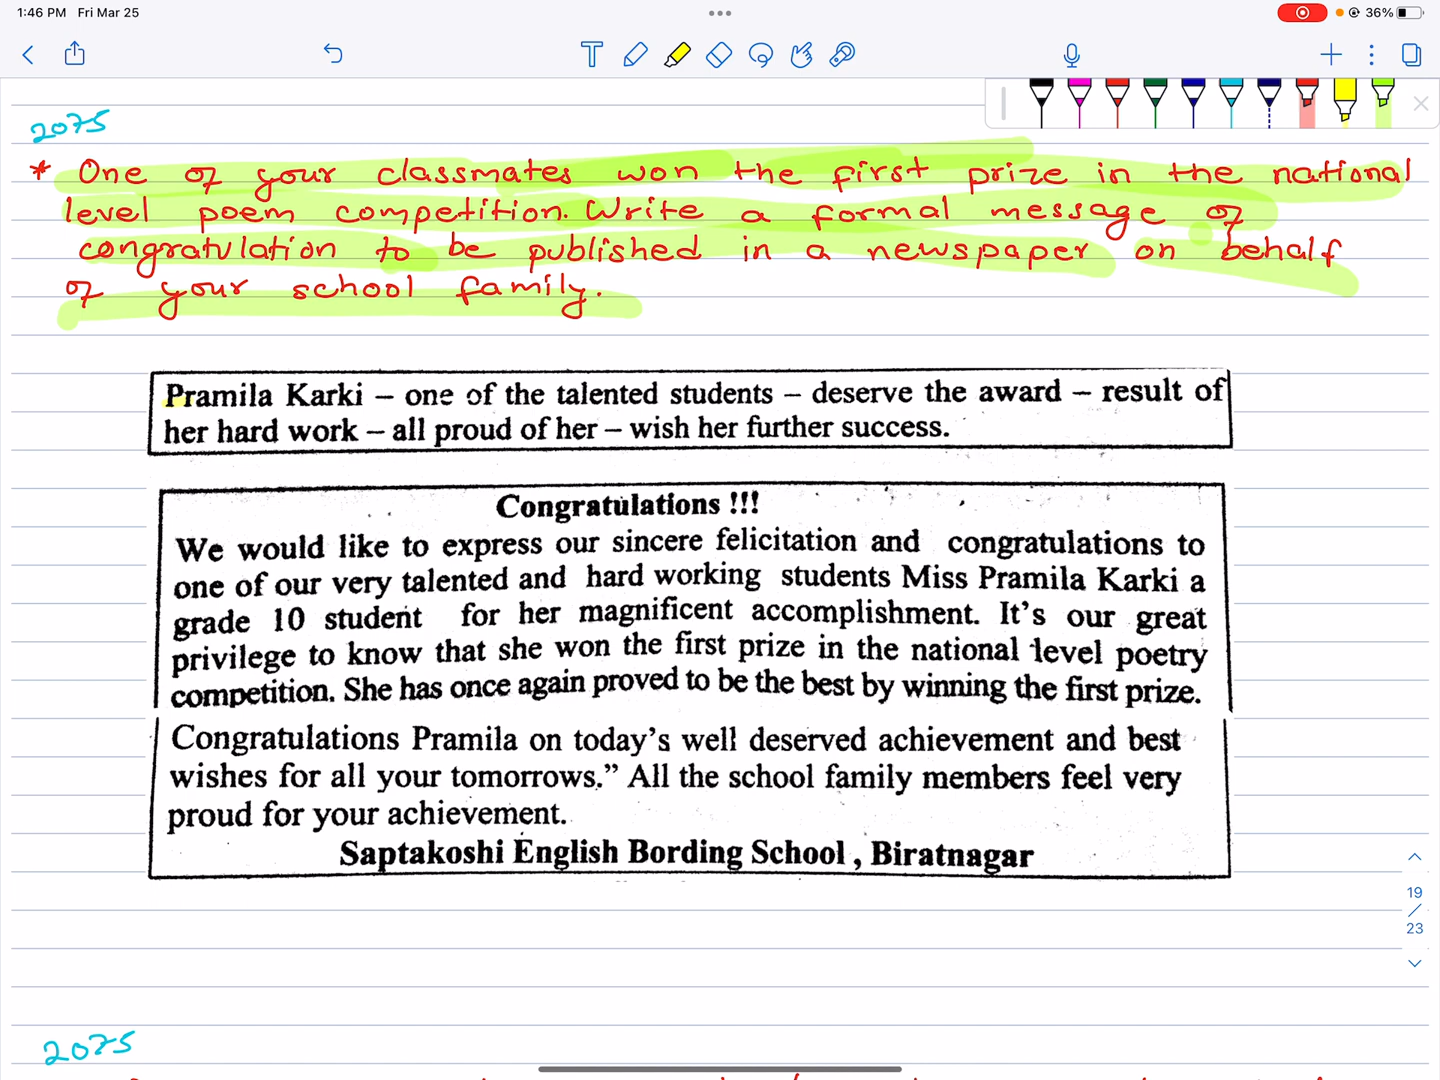 1:46 PM Fri Mar 25
36%
2075
* One of your classmates won the first prize in the national
level poem competition. Write a formal message of
congratulation to be published in a newspaper on behalf
of your school family.
Pramila Karki – one of the talented students – deserve the award – result of
her hard work – all proud of her – wish her further success.
Congratulations !!!
We would like to express our sincere felicitation and congratulations to
one of our very talented and hard working students Miss Pramila Karki a
grade 10 student for her magnificent accomplishment. It's our great
privilege to know that she won the first prize in the national level poetry
competition. She has once again proved to be the best by winning the first prize.
Congratulations Pramila on today's well deserved achievement and best
wishes for all your tomorrows." All the school family members feel very
proud for your achievement.
Saptakoshi English Bording School , Biratnagar
19
/
23
2075